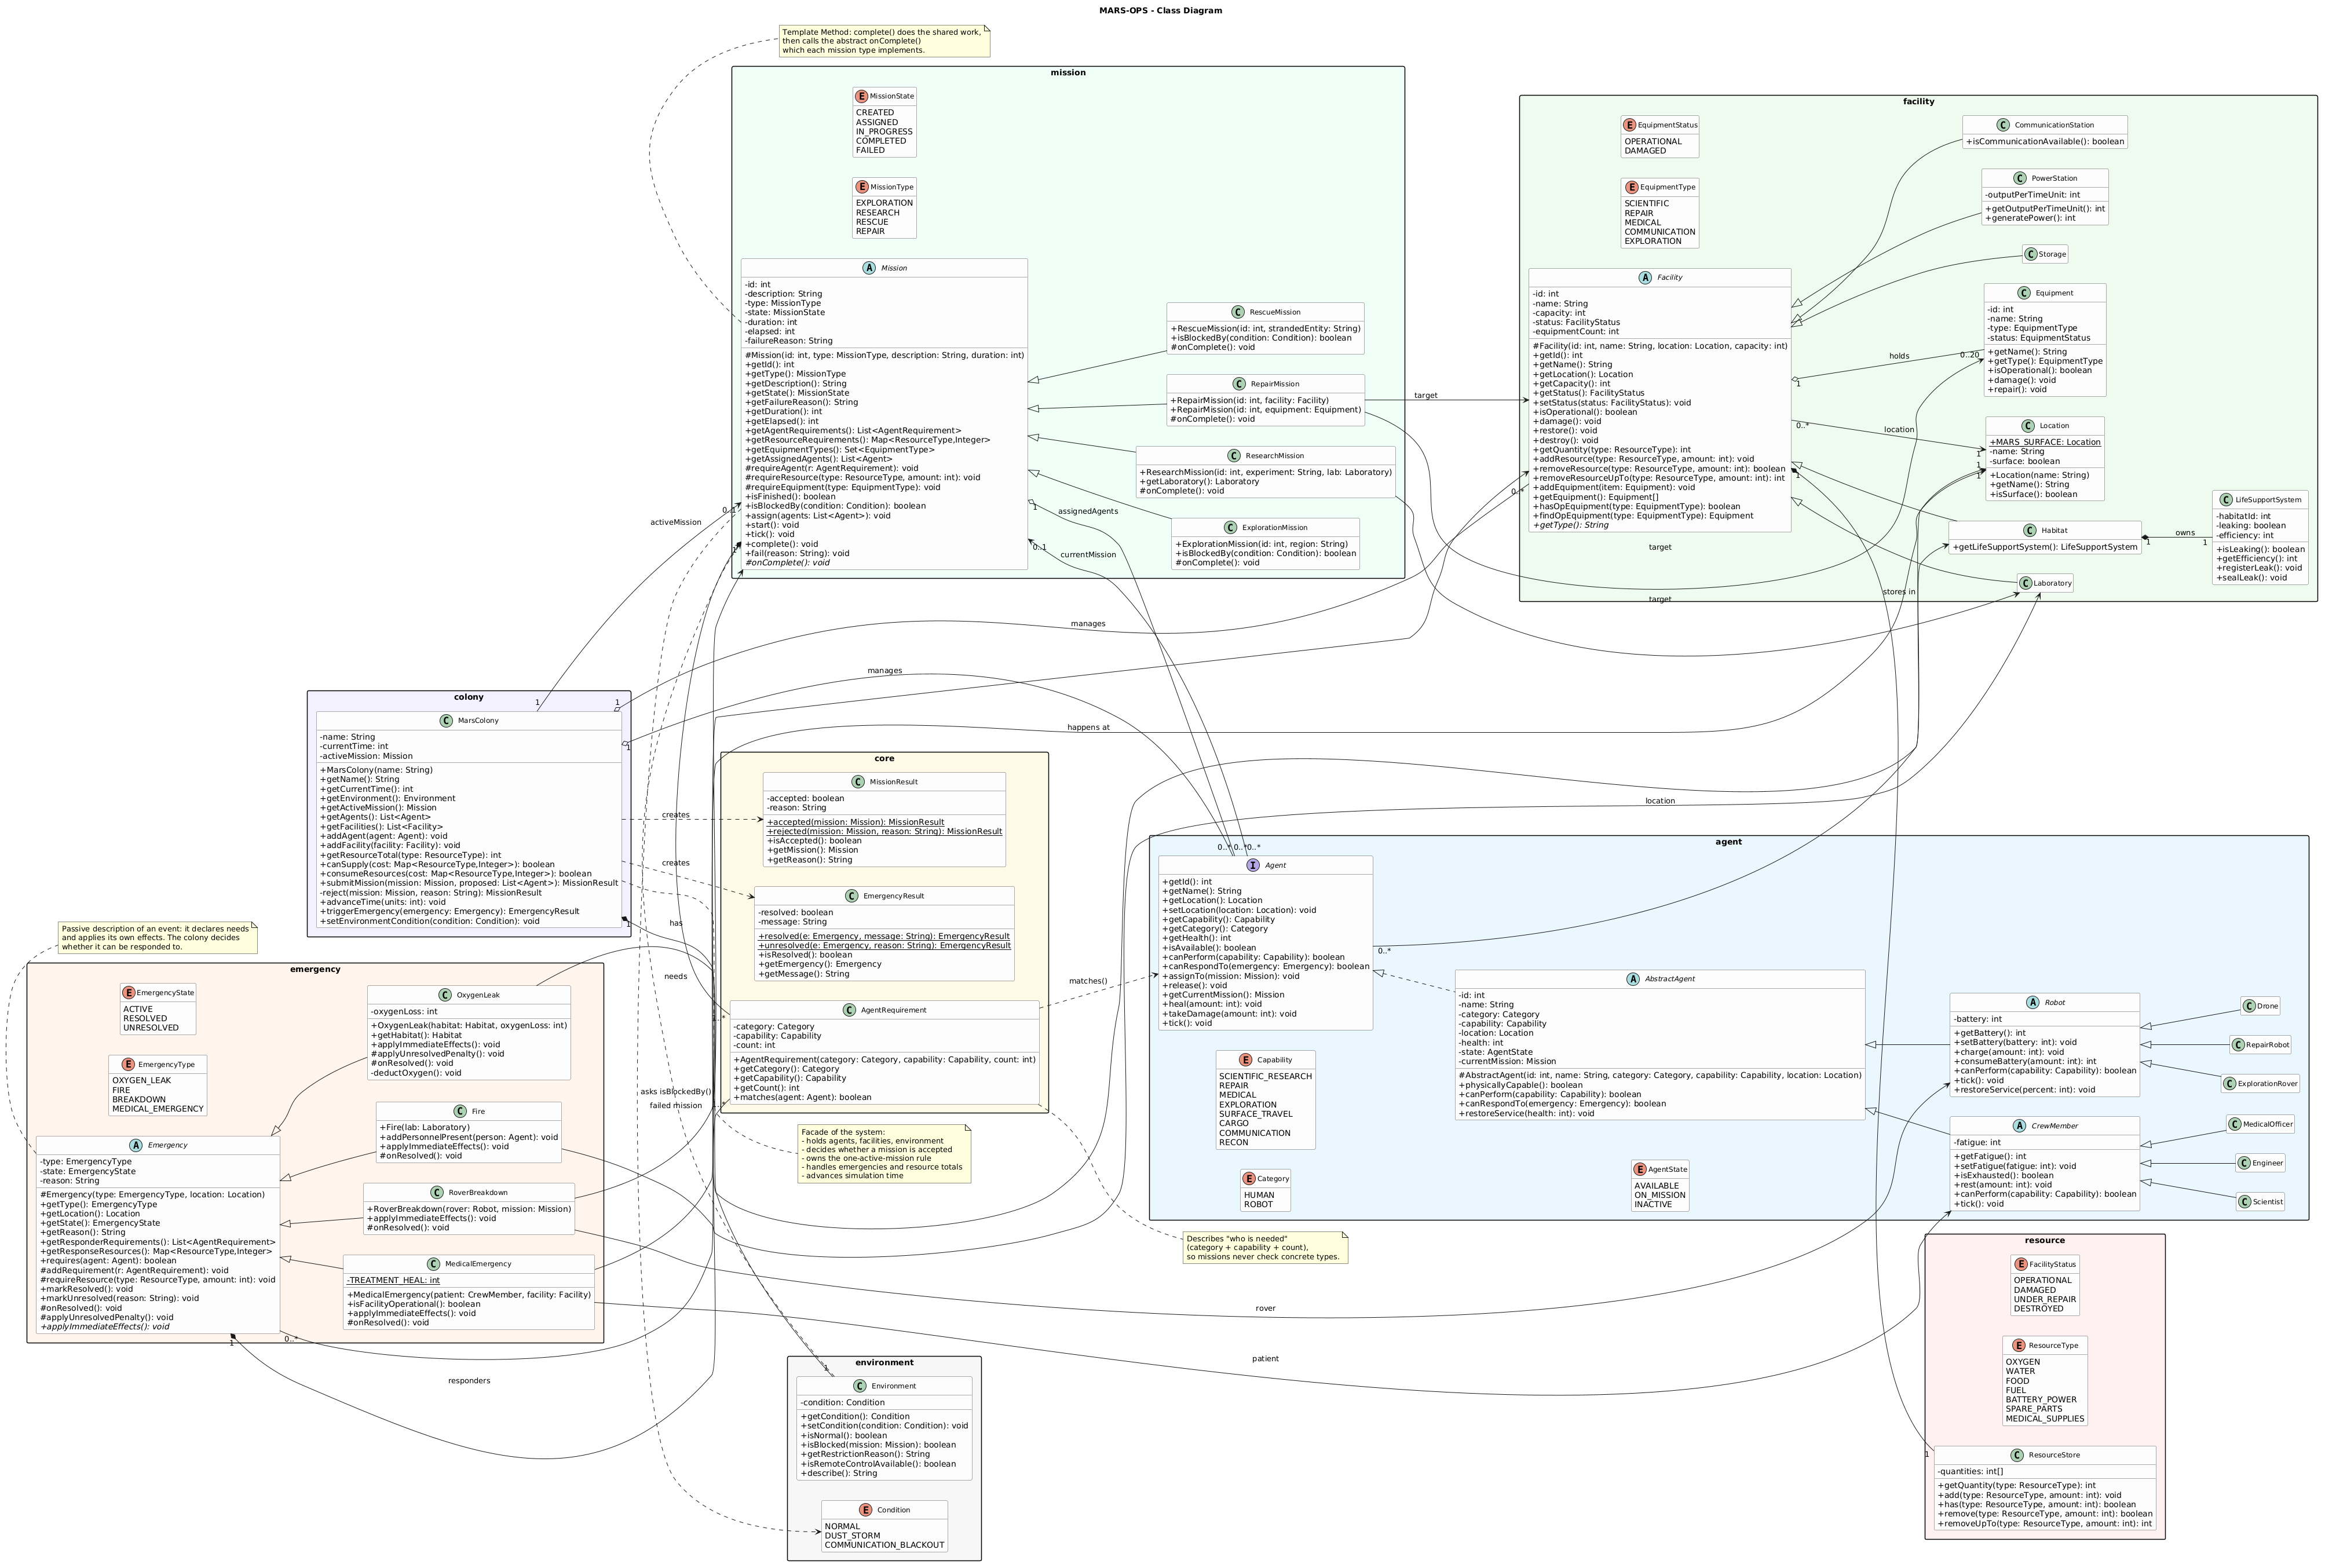 MARS-OPS - Class Diagram
Template Method: complete() does the shared work,
then calls the abstract onComplete()
which each mission type implements.
mission
MissionState
CREATED
ASSIGNED
IN_PROGRESS
COMPLETED
FAILED
MissionType
EXPLORATION
RESEARCH
RESCUE
REPAIR
Mission
-id: int
-description: String
-type: MissionType
-state: MissionState
-duration: int
-elapsed: int
-failureReason: String
#Mission(id: int, type: MissionType, description: String, duration: int)
+getId(): int
+getType(): MissionType
+getDescription(): String
+getState(): MissionState
+getFailureReason(): String
+getDuration(): int
+getElapsed(): int
+getAgentRequirements(): List<AgentRequirement>
+getResourceRequirements(): Map<ResourceType,Integer>
+getEquipmentTypes(): Set<EquipmentType>
+getAssignedAgents(): List<Agent>
#requireAgent(r: AgentRequirement): void
#requireResource(type: ResourceType, amount: int): void
#requireEquipment(type: EquipmentType): void
+isFinished(): boolean
+isBlockedBy(condition: Condition): boolean
+assign(agents: List<Agent>): void
+start(): void
+tick(): void
+complete(): void
+fail(reason: String): void
#onComplete(): void
RescueMission
+RescueMission(id: int, strandedEntity: String)
+isBlockedBy(condition: Condition): boolean
#onComplete(): void
RepairMission
+RepairMission(id: int, facility: Facility)
+RepairMission(id: int, equipment: Equipment)
#onComplete(): void
ResearchMission
+ResearchMission(id: int, experiment: String, lab: Laboratory)
+getLaboratory(): Laboratory
#onComplete(): void
ExplorationMission
+ExplorationMission(id: int, region: String)
+isBlockedBy(condition: Condition): boolean
#onComplete(): void
facility
EquipmentStatus
OPERATIONAL
DAMAGED
EquipmentType
SCIENTIFIC
REPAIR
MEDICAL
COMMUNICATION
EXPLORATION
Facility
-id: int
-name: String
-capacity: int
-status: FacilityStatus
-equipmentCount: int
#Facility(id: int, name: String, location: Location, capacity: int)
+getId(): int
+getName(): String
+getLocation(): Location
+getCapacity(): int
+getStatus(): FacilityStatus
+setStatus(status: FacilityStatus): void
+isOperational(): boolean
+damage(): void
+restore(): void
+destroy(): void
+getQuantity(type: ResourceType): int
+addResource(type: ResourceType, amount: int): void
+removeResource(type: ResourceType, amount: int): boolean
+removeResourceUpTo(type: ResourceType, amount: int): int
+addEquipment(item: Equipment): void
+getEquipment(): Equipment[]
+hasOpEquipment(type: EquipmentType): boolean
+findOpEquipment(type: EquipmentType): Equipment
+getType(): String
CommunicationStation
+isCommunicationAvailable(): boolean
PowerStation
-outputPerTimeUnit: int
+getOutputPerTimeUnit(): int
+generatePower(): int
Storage
Equipment
-id: int
-name: String
-type: EquipmentType
-status: EquipmentStatus
+getName(): String
+getType(): EquipmentType
+isOperational(): boolean
+damage(): void
+repair(): void
Location
+MARS_SURFACE: Location
-name: String
-surface: boolean
+Location(name: String)
+getName(): String
+isSurface(): boolean
Habitat
+getLifeSupportSystem(): LifeSupportSystem
LifeSupportSystem
-habitatId: int
-leaking: boolean
-efficiency: int
+isLeaking(): boolean
+getEfficiency(): int
+registerLeak(): void
+sealLeak(): void
Laboratory
holds
1
0..20
location
0..*
1
1
owns
1
1
1
target
target
target
stores in
0..*
activeMission
0..1
1
assignedAgents
1
currentMission
0..1
manages
1
manages
1
happens at
location
colony
MarsColony
-name: String
-currentTime: int
-activeMission: Mission
+MarsColony(name: String)
+getName(): String
+getCurrentTime(): int
+getEnvironment(): Environment
+getActiveMission(): Mission
+getAgents(): List<Agent>
+getFacilities(): List<Facility>
+addAgent(agent: Agent): void
+addFacility(facility: Facility): void
+getResourceTotal(type: ResourceType): int
+canSupply(cost: Map<ResourceType,Integer>): boolean
+consumeResources(cost: Map<ResourceType,Integer>): boolean
+submitMission(mission: Mission, proposed: List<Agent>): MissionResult
-reject(mission: Mission, reason: String): MissionResult
+advanceTime(units: int): void
+triggerEmergency(emergency: Emergency): EmergencyResult
+setEnvironmentCondition(condition: Condition): void
creates
creates
1
has
needs
core
MissionResult
-accepted: boolean
-reason: String
+accepted(mission: Mission): MissionResult
+rejected(mission: Mission, reason: String): MissionResult
+isAccepted(): boolean
+getMission(): Mission
+getReason(): String
EmergencyResult
-resolved: boolean
-message: String
+resolved(e: Emergency, message: String): EmergencyResult
+unresolved(e: Emergency, reason: String): EmergencyResult
+isResolved(): boolean
+getEmergency(): Emergency
+getMessage(): String
AgentRequirement
-category: Category
-capability: Capability
-count: int
+AgentRequirement(category: Category, capability: Capability, count: int)
+getCategory(): Category
+getCapability(): Capability
+getCount(): int
+matches(agent: Agent): boolean
matches()
asks isBlockedBy()
failed mission
Facade of the system:
- holds agents, facilities, environment
- decides whether a mission is accepted
- owns the one-active-mission rule
- handles emergencies and resource totals
- advances simulation time
Describes "who is needed"
(category + capability + count),
so missions never check concrete types.
agent
0..*
0..*
0..*
Agent
+getId(): int
+getName(): String
+getLocation(): Location
+setLocation(location: Location): void
+getCapability(): Capability
+getCategory(): Category
+getHealth(): int
+isAvailable(): boolean
+canPerform(capability: Capability): boolean
+canRespondTo(emergency: Emergency): boolean
+assignTo(mission: Mission): void
+release(): void
+getCurrentMission(): Mission
+heal(amount: int): void
+takeDamage(amount: int): void
+tick(): void
0..*
Capability
SCIENTIFIC_RESEARCH
REPAIR
MEDICAL
EXPLORATION
SURFACE_TRAVEL
CARGO
COMMUNICATION
RECON
Category
HUMAN
ROBOT
AbstractAgent
-id: int
-name: String
-category: Category
-capability: Capability
-location: Location
-health: int
-state: AgentState
-currentMission: Mission
#AbstractAgent(id: int, name: String, category: Category, capability: Capability, location: Location)
+physicallyCapable(): boolean
+canPerform(capability: Capability): boolean
+canRespondTo(emergency: Emergency): boolean
+restoreService(health: int): void
AgentState
AVAILABLE
ON_MISSION
INACTIVE
Robot
-battery: int
+getBattery(): int
+setBattery(battery: int): void
+charge(amount: int): void
+consumeBattery(amount: int): int
+canPerform(capability: Capability): boolean
+tick(): void
+restoreService(percent: int): void
CrewMember
-fatigue: int
+getFatigue(): int
+setFatigue(fatigue: int): void
+isExhausted(): boolean
+rest(amount: int): void
+canPerform(capability: Capability): boolean
+tick(): void
Drone
RepairRobot
ExplorationRover
MedicalOfficer
Engineer
Scientist
Passive description of an event: it declares needs
and applies its own effects. The colony decides
whether it can be responded to.
emergency
EmergencyState
ACTIVE
RESOLVED
UNRESOLVED
EmergencyType
OXYGEN_LEAK
FIRE
BREAKDOWN
MEDICAL_EMERGENCY
Emergency
-type: EmergencyType
-state: EmergencyState
-reason: String
#Emergency(type: EmergencyType, location: Location)
+getType(): EmergencyType
+getLocation(): Location
+getState(): EmergencyState
+getReason(): String
+getResponderRequirements(): List<AgentRequirement>
+getResponseResources(): Map<ResourceType,Integer>
+requires(agent: Agent): boolean
#addRequirement(r: AgentRequirement): void
#requireResource(type: ResourceType, amount: int): void
+markResolved(): void
+markUnresolved(reason: String): void
#onResolved(): void
#applyUnresolvedPenalty(): void
+applyImmediateEffects(): void
OxygenLeak
-oxygenLoss: int
+OxygenLeak(habitat: Habitat, oxygenLoss: int)
+getHabitat(): Habitat
+applyImmediateEffects(): void
#applyUnresolvedPenalty(): void
#onResolved(): void
-deductOxygen(): void
Fire
+Fire(lab: Laboratory)
+addPersonnelPresent(person: Agent): void
+applyImmediateEffects(): void
#onResolved(): void
RoverBreakdown
+RoverBreakdown(rover: Robot, mission: Mission)
+applyImmediateEffects(): void
#onResolved(): void
MedicalEmergency
-TREATMENT_HEAL: int
+MedicalEmergency(patient: CrewMember, facility: Facility)
+isFacilityOperational(): boolean
+applyImmediateEffects(): void
#onResolved(): void
1
0..*
responders
rover
patient
environment
1
Environment
-condition: Condition
+getCondition(): Condition
+setCondition(condition: Condition): void
+isNormal(): boolean
+isBlocked(mission: Mission): boolean
+getRestrictionReason(): String
+isRemoteControlAvailable(): boolean
+describe(): String
Condition
NORMAL
DUST_STORM
COMMUNICATION_BLACKOUT
resource
FacilityStatus
OPERATIONAL
DAMAGED
UNDER_REPAIR
DESTROYED
ResourceType
OXYGEN
WATER
FOOD
FUEL
BATTERY_POWER
SPARE_PARTS
MEDICAL_SUPPLIES
1
ResourceStore
-quantities: int[]
+getQuantity(type: ResourceType): int
+add(type: ResourceType, amount: int): void
+has(type: ResourceType, amount: int): boolean
+remove(type: ResourceType, amount: int): boolean
+removeUpTo(type: ResourceType, amount: int): int